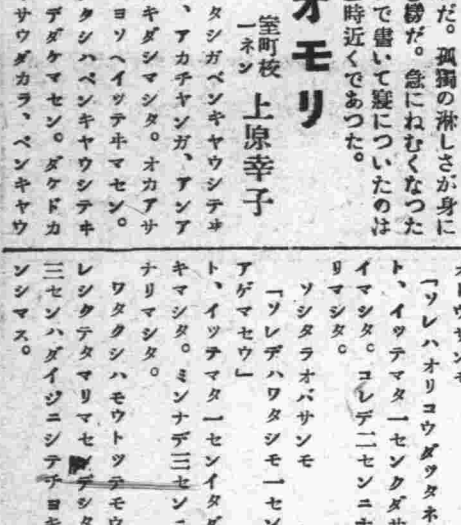 だ。孤獨の淋しさが身に
鬱だ。急にねむくなつた
で書いて寝についたのは
時近くであつた。
オモリ
室町校
一ネン
上原幸子
タシガベンキヤウシテヰ
、アカチヤンガ、アンア
キダシマシタ。オカアサ
ヨソヘイツテヰマセン。
タシハベンキヤウシテヰ
デダケマセン。ダケドカ
サウダカラ、ベンキヤウ
「ソレハオリコウダツタネ
ト、イツテマタ一センクダ
イマシタ。コレデ二センニ
リマシタ。
ソシタラオバサンモ
「ソレデハワタシモ一セン
アゲマセウ」
ト、イツテマタ一センイタダ
キマシタ。ミンナデ三セン
ナリマシタ。
ワタクシハモウトツテモウ
レシクテタマリマセンデシタ
三センハダイジニシテチヨキ
ンシマス。